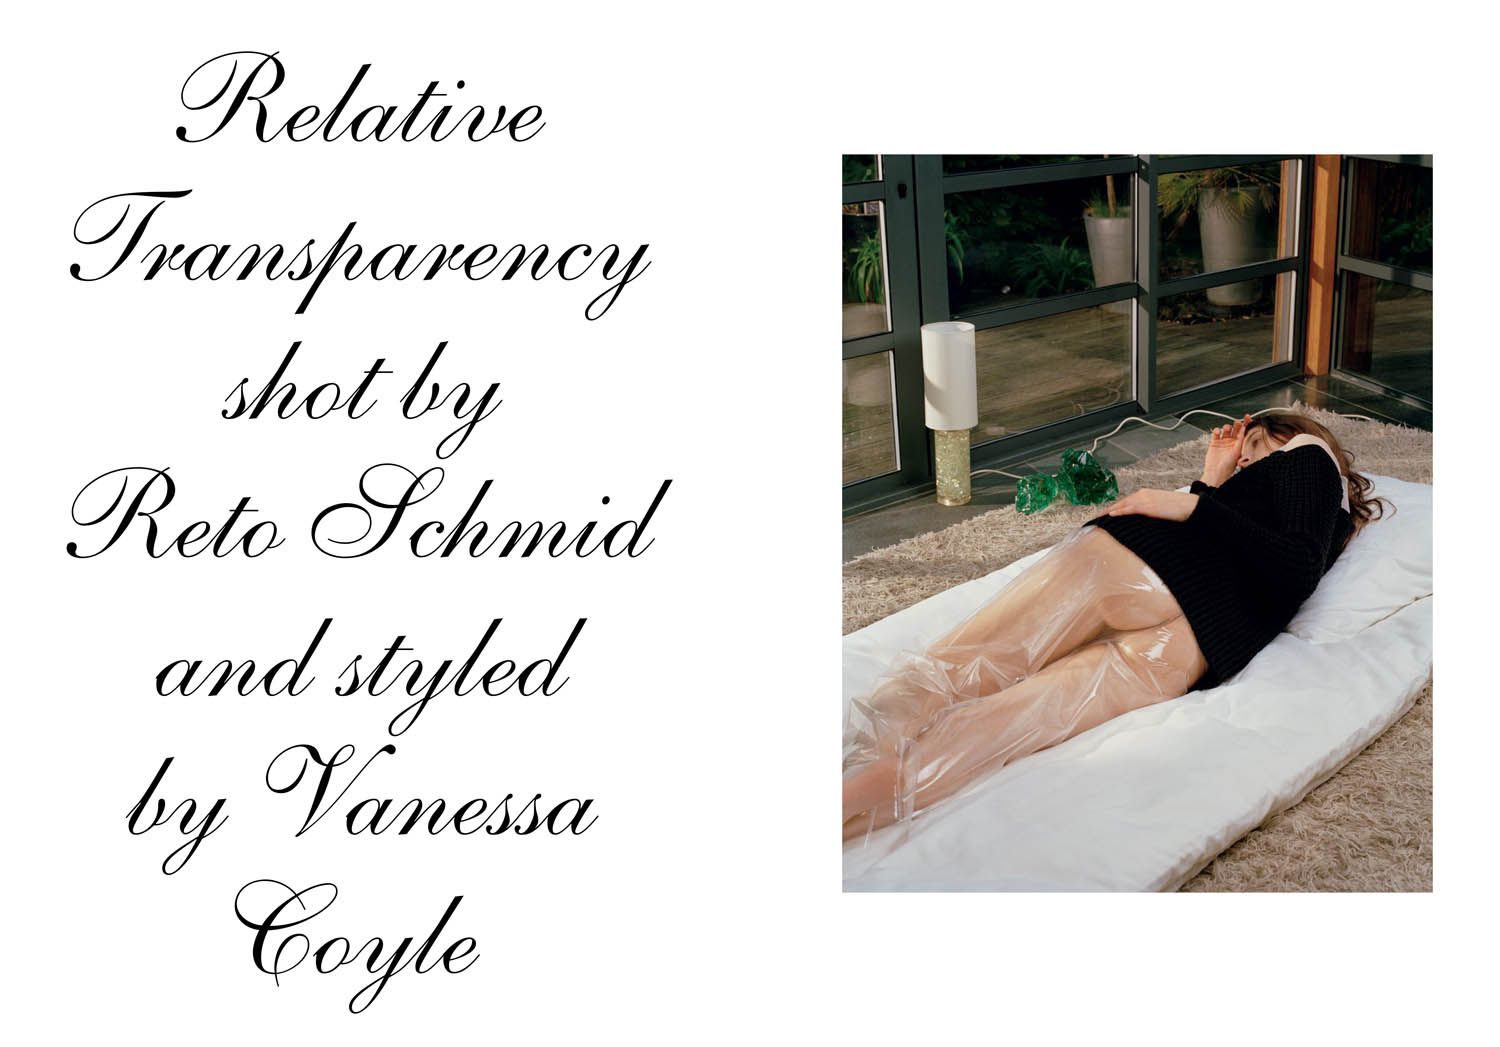 Relative
Transparency
shot by
Reto Schmid
and styled
by Vanessa
Coyle